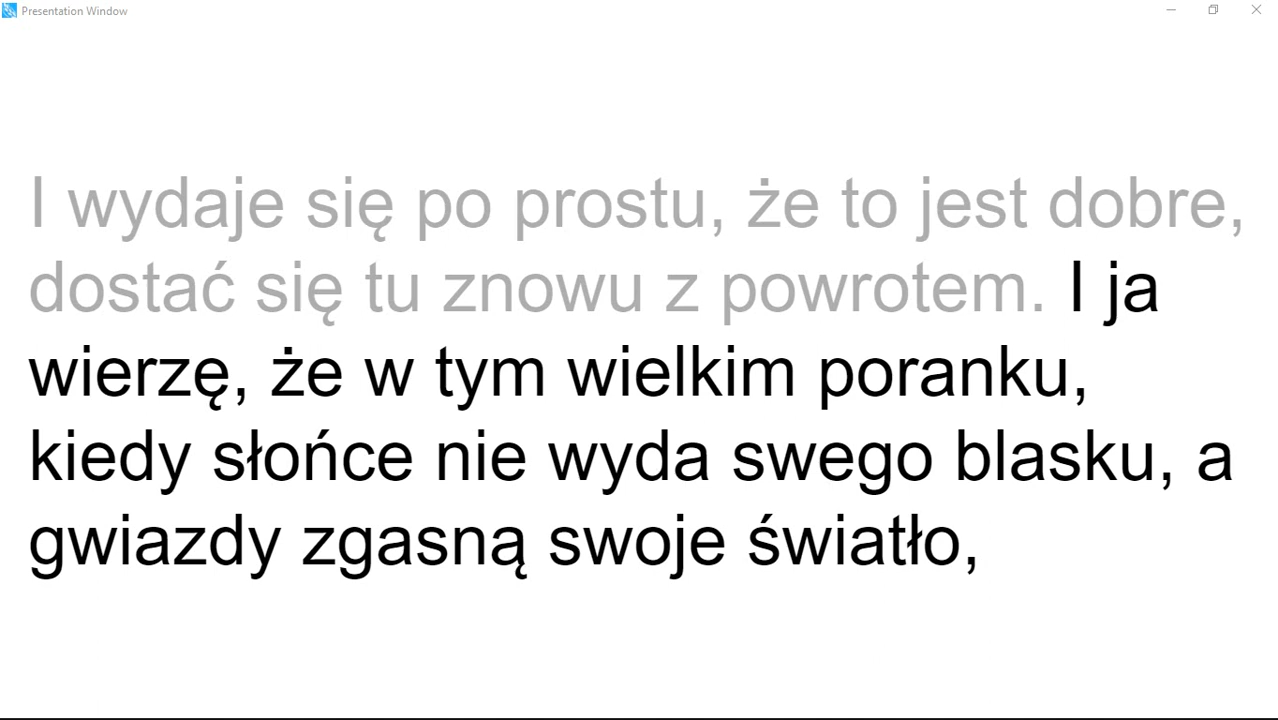 Presentation Window
I wydaje się po prostu, że to jest dobre,
dostać się tu znowu z powrotem. I ja
wierzę, że w tym wielkim poranku,
kiedy słońce nie wyda swego blasku, a
gwiazdy zgasną swoje światło,